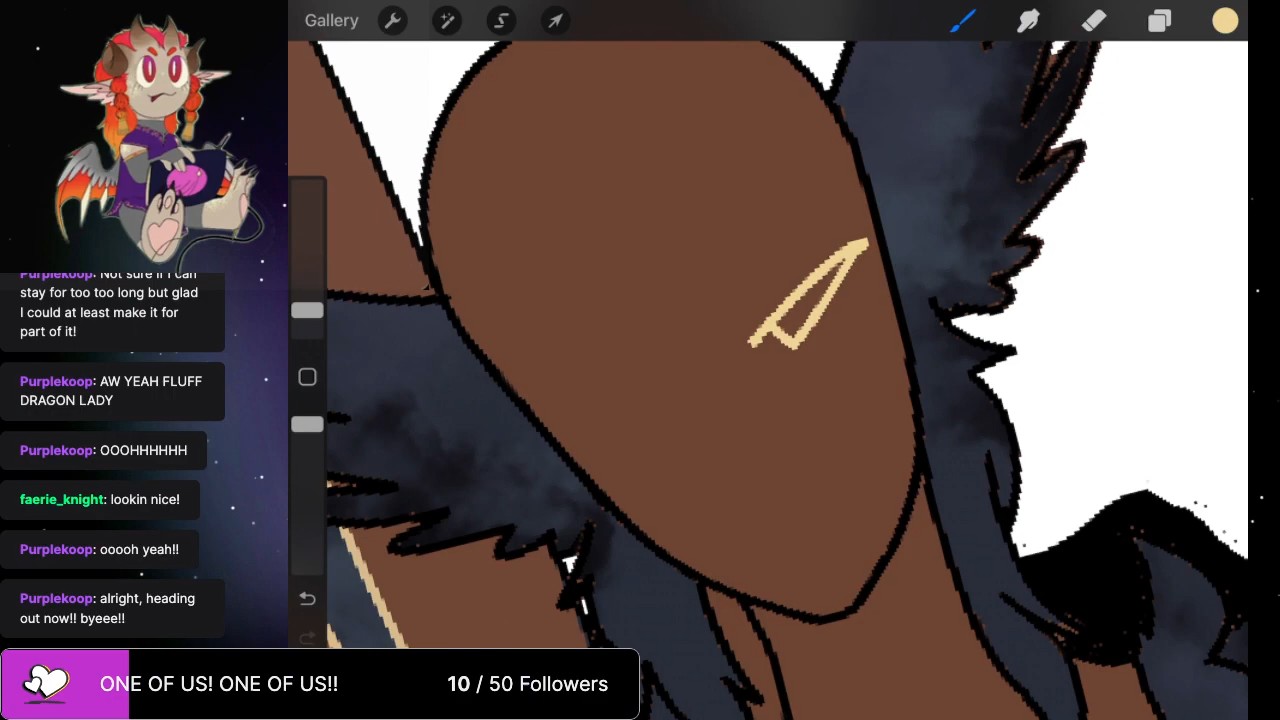 Gallery
Purplekoop: Not sure if I can
stay for too too long but glad
I could at least make it for
part of it!
Purplekoop: AW YEAH FLUFF
DRAGON LADY
Purplekoop: OOOHHHHHH
faerie_knight: lookin nice!
Purplekoop: ooooh yeah!!
Purplekoop: alright, heading
out now!! byeee!!
ONE OF US! ONE OF US!! 10 / 50 Followers